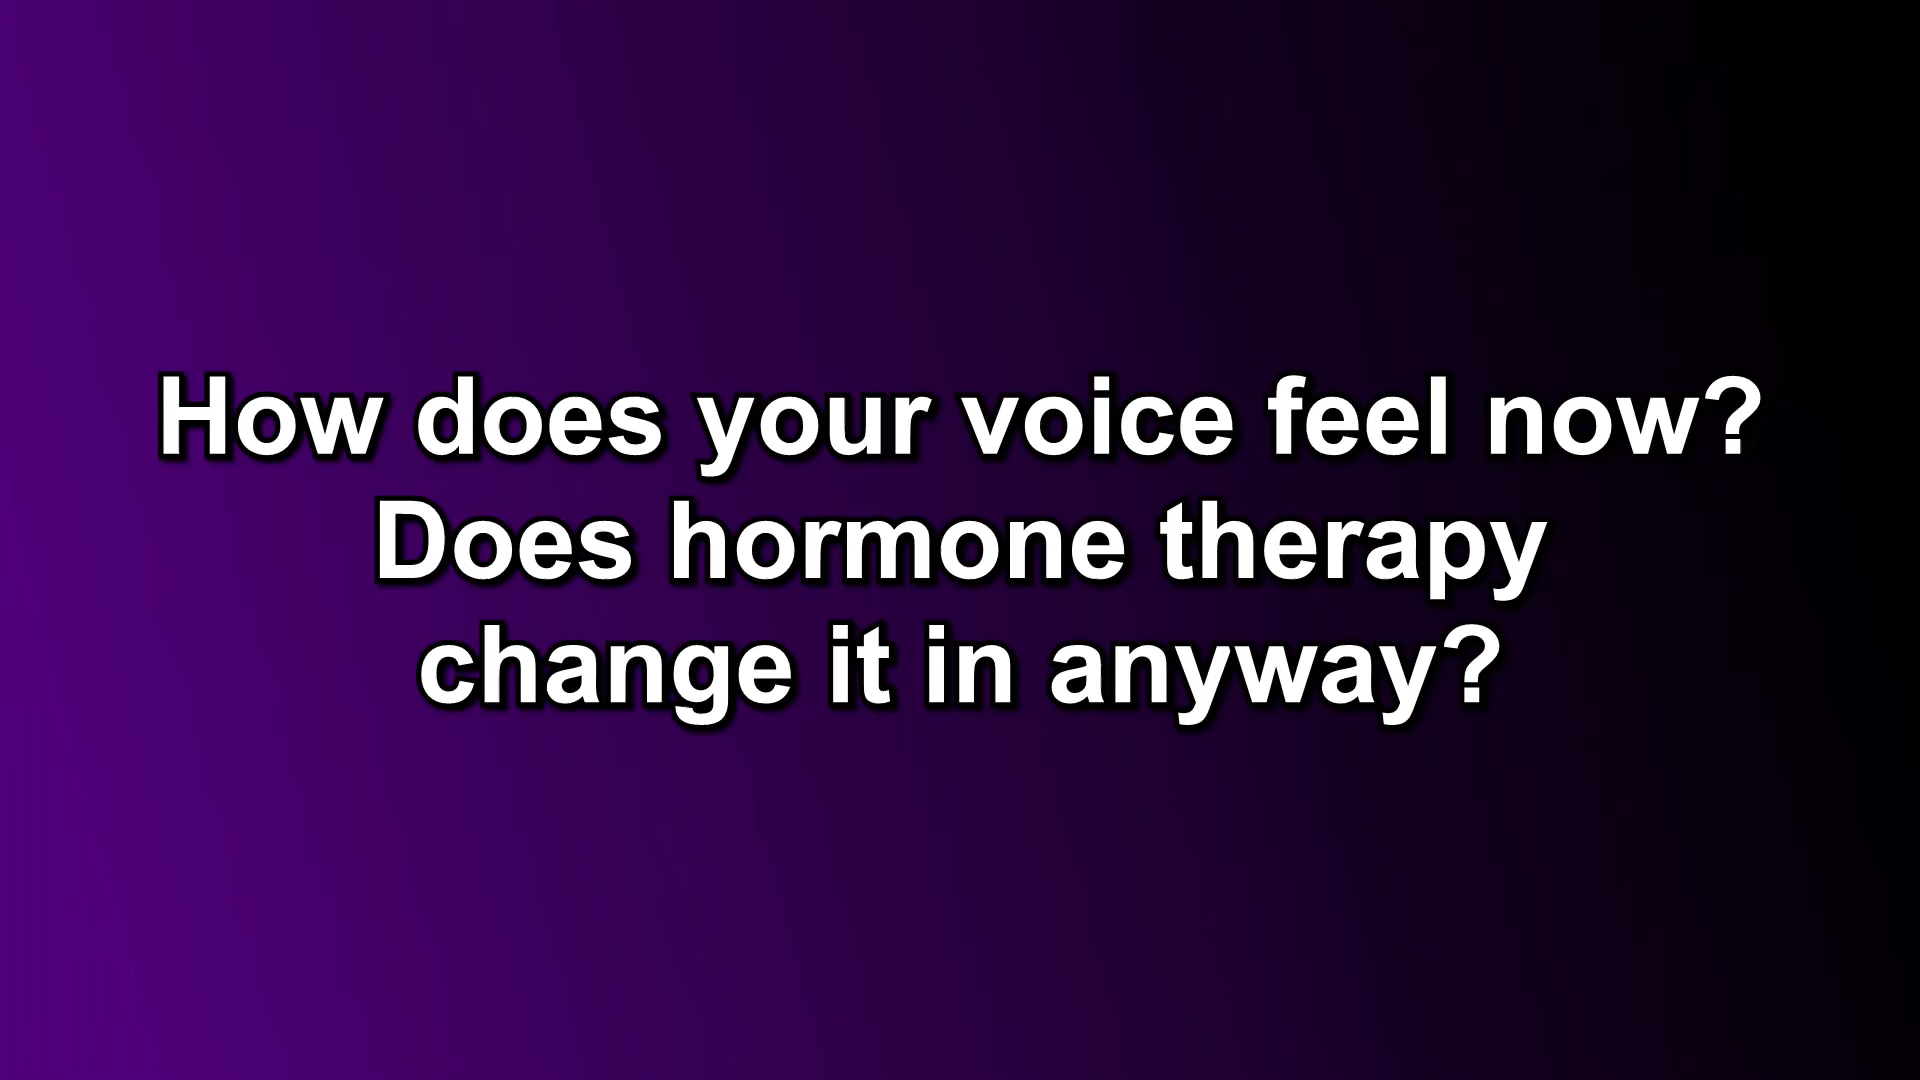 How does your voice feel now?
Does hormone therapy
change it in anyway?